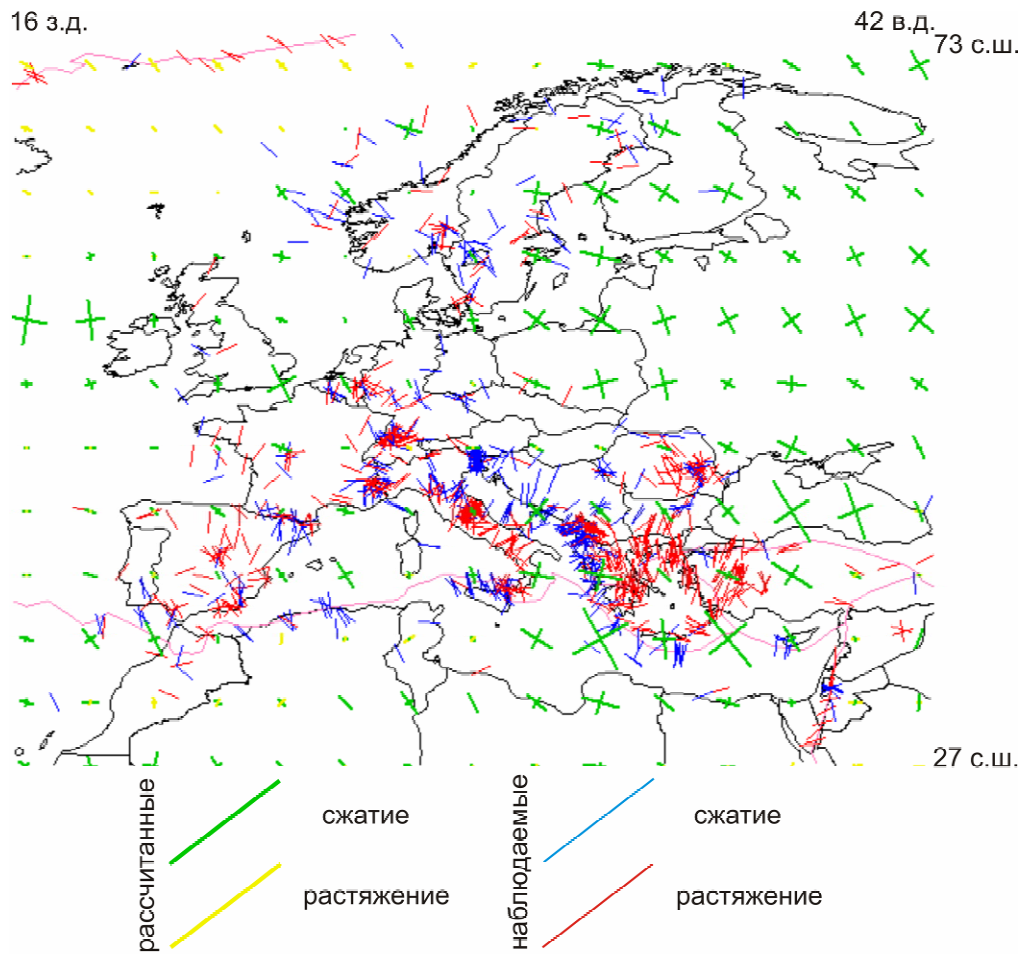 16 з.д.
42 в.д.
73 с.ш.
27 с.ш.
рассчитанные
сжатие
растяжение
наблюдаемые
сжатие
растяжение